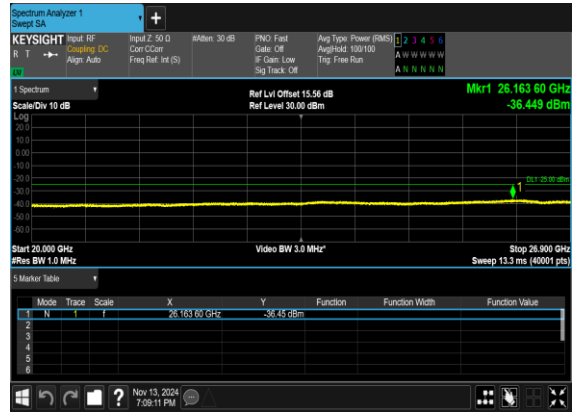 Spectrum Analyzer 1
Swept SA
+
KEYSIGHT Input: RF Input Z: 50 Ω #Atten: 30 dB PNO: Fast Avg Type: Power (RMS) 1 2 3 4 5 6
R T Coupling: DC Corr CCorr Gate: Off Avg|Hold: 100/100 A W W W W W
Align: Auto Freq Ref: Int (S) IF Gain: Low Trig: Free Run A N N N N N
Sig Track: Off
1 Spectrum Ref Lvl Offset 15.56 dB Mkr1 26.163 60 GHz
Scale/Div 10 dB Ref Level 30.00 dBm -36.449 dBm
Log
20.0
10.0
0.00
-10.0
-20.0
DL1 -25.00 dBm
1
-30.0
-40.0
-50.0
-60.0
Start 20.000 GHz Video BW 3.0 MHz* Stop 26.900 GHz
#Res BW 1.0 MHz Sweep 13.3 ms (40001 pts)
5 Marker Table
Mode Trace Scale X Y Function Function Width Function Value
1 N 1 f 26.163 60 GHz -36.45 dBm
2
3
4
5
6
? Nov 13, 2024
7:09:11 PM